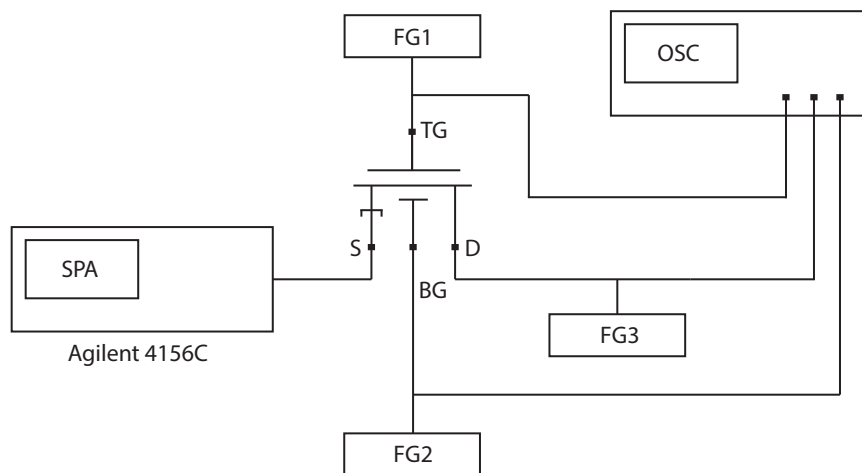 FG1
OSC
TG
S
D
SPA
BG
FG3
Agilent 4156C
FG2